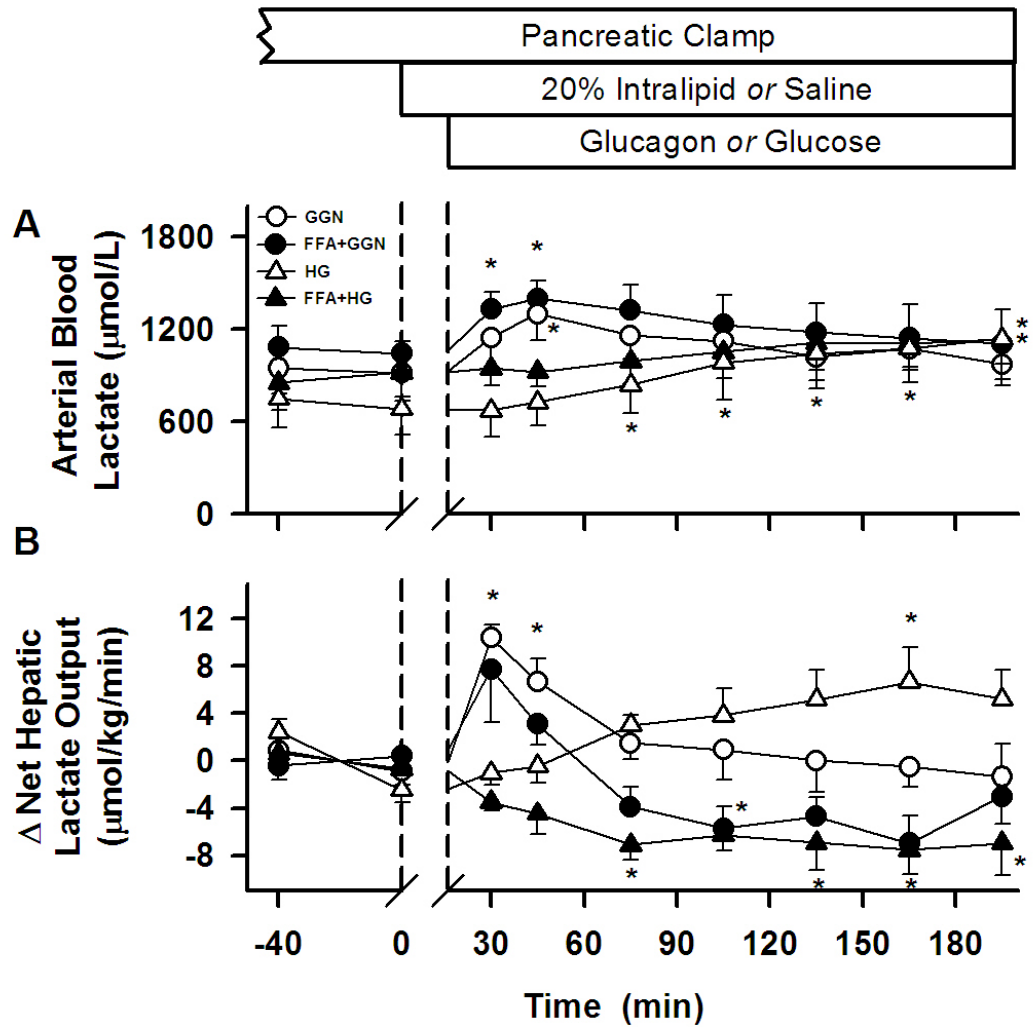 Pancreatic Clamp
20% Intralipid or Saline
Glucagon or Glucose
A
GGN
FFA+GGN
HG
FFA+HG
Arterial Blood
Lactate (µmol/L)
1800
1200
600
0
* * * * * * * *
B
Δ Net Hepatic
Lactate Output
(µmol/kg/min)
12
8
4
0
-4
-8
* * * * * * * *
-40 0 30 60 90 120 150 180
Time (min)